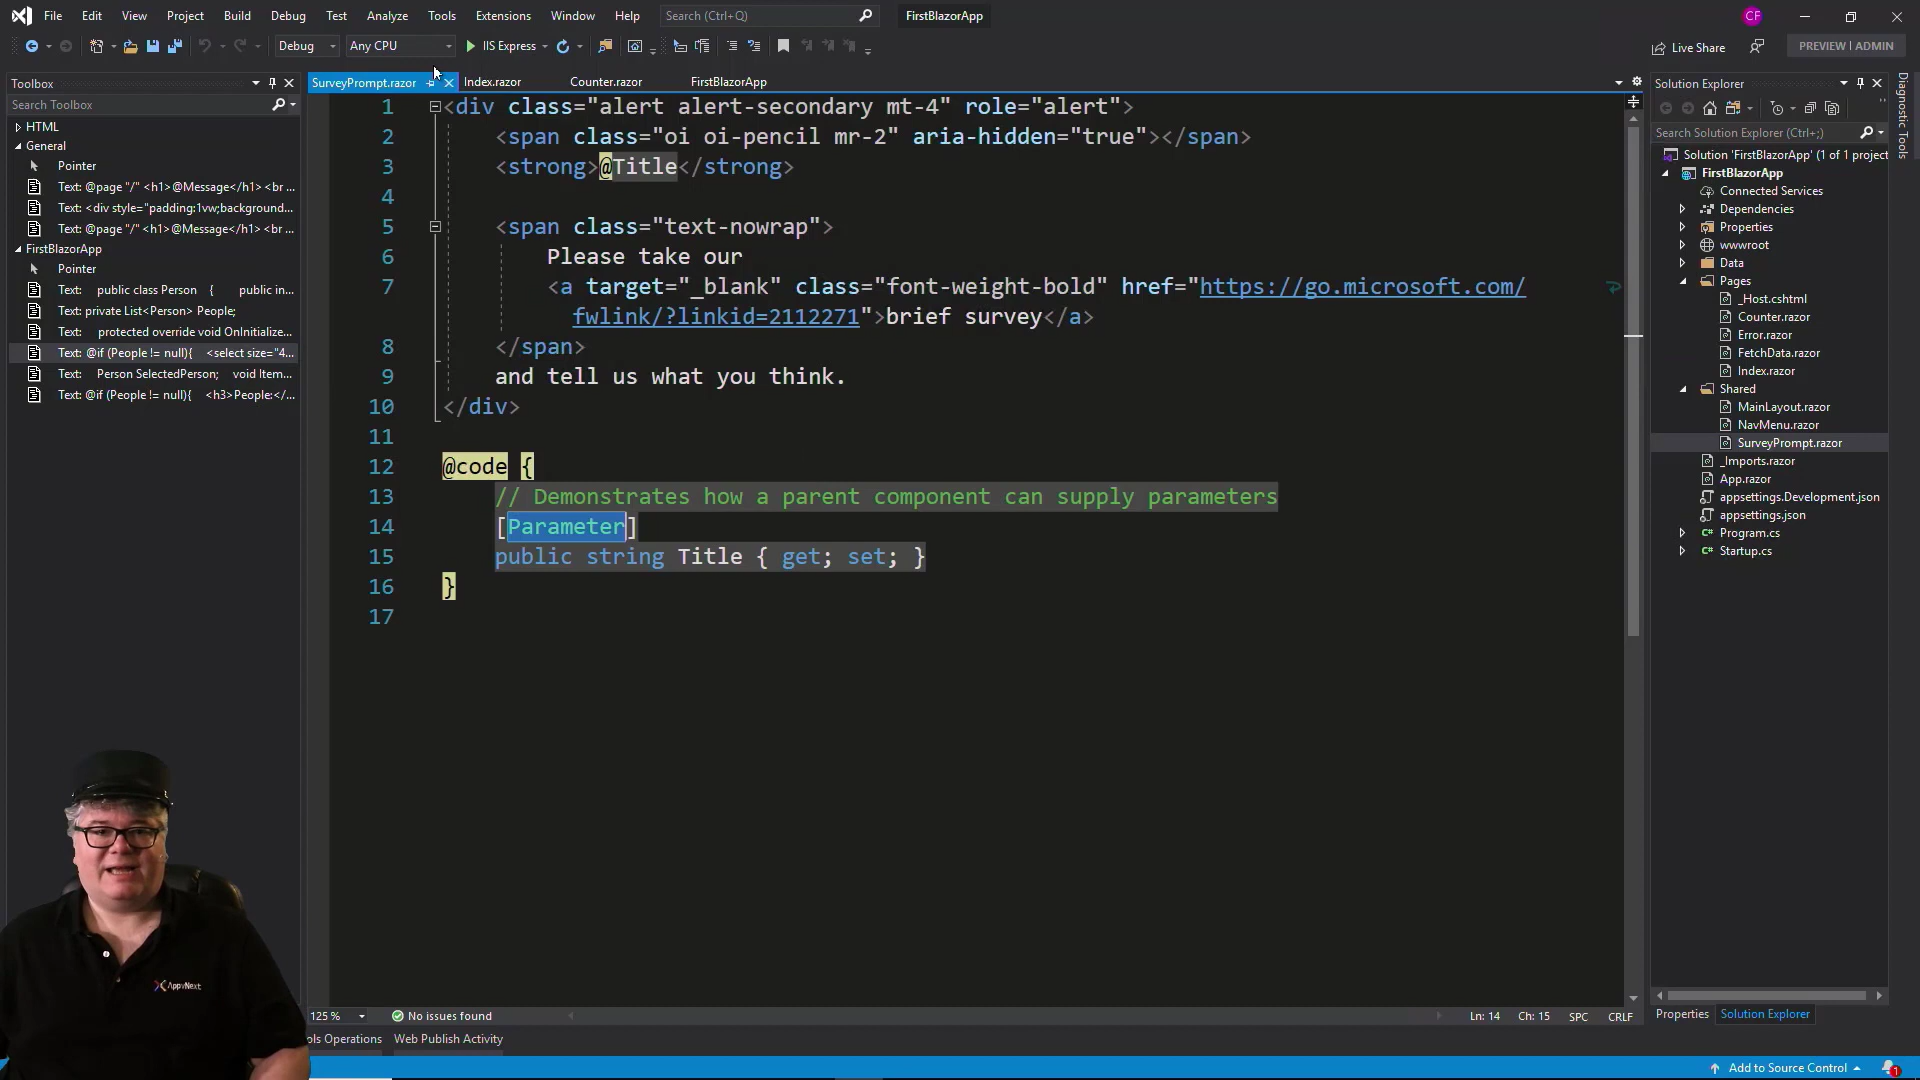 File Edit View Project Build Debug Test Analyze Tools Extensions Window Help Search (Ctrl+Q) FirstBlazorApp CF
Debug Any CPU IIS Express Live Share PREVIEW | ADMIN
Toolbox
Search Toolbox
HTML
General
Pointer
Text: @page "/" <h1>@Message</h1> <br ...
Text: <div style="padding:1vw;background...
Text: @page "/" <h1>@Message</h1> <br ...
FirstBlazorApp
Pointer
Text: public class Person { public in...
Text: private List<Person> People;
Text: protected override void OnInitialize...
Text: @if (People != null){ <select size="4...
Text: Person SelectedPerson; void Item...
Text: @if (People != null){ <h3>People:</...
SurveyPrompt.razor Index.razor Counter.razor FirstBlazorApp
1 <div class="alert alert-secondary mt-4" role="alert">
2 <span class="oi oi-pencil mr-2" aria-hidden="true"></span>
3 <strong>@Title</strong>
4
5 <span class="text-nowrap">
6 Please take our
7 <a target="_blank" class="font-weight-bold" href="https://go.microsoft.com/
fwlink/?linkid=2112271">brief survey</a>
8 </span>
9 and tell us what you think.
10 </div>
11
12 @code {
13 // Demonstrates how a parent component can supply parameters
14 [Parameter]
15 public string Title { get; set; }
16 }
17
125 % No issues found Ln: 14 Ch: 15 SPC CRLF
ols Operations Web Publish Activity
Solution Explorer
Search Solution Explorer (Ctrl+;)
Solution 'FirstBlazorApp' (1 of 1 project
FirstBlazorApp
Connected Services
Dependencies
Properties
wwwroot
Data
Pages
_Host.cshtml
Counter.razor
Error.razor
FetchData.razor
Index.razor
Shared
MainLayout.razor
NavMenu.razor
SurveyPrompt.razor
_Imports.razor
App.razor
appsettings.Development.json
appsettings.json
C# Program.cs
C# Startup.cs
Properties Solution Explorer
Diagnostic Tools
AppvNext
Add to Source Control 1